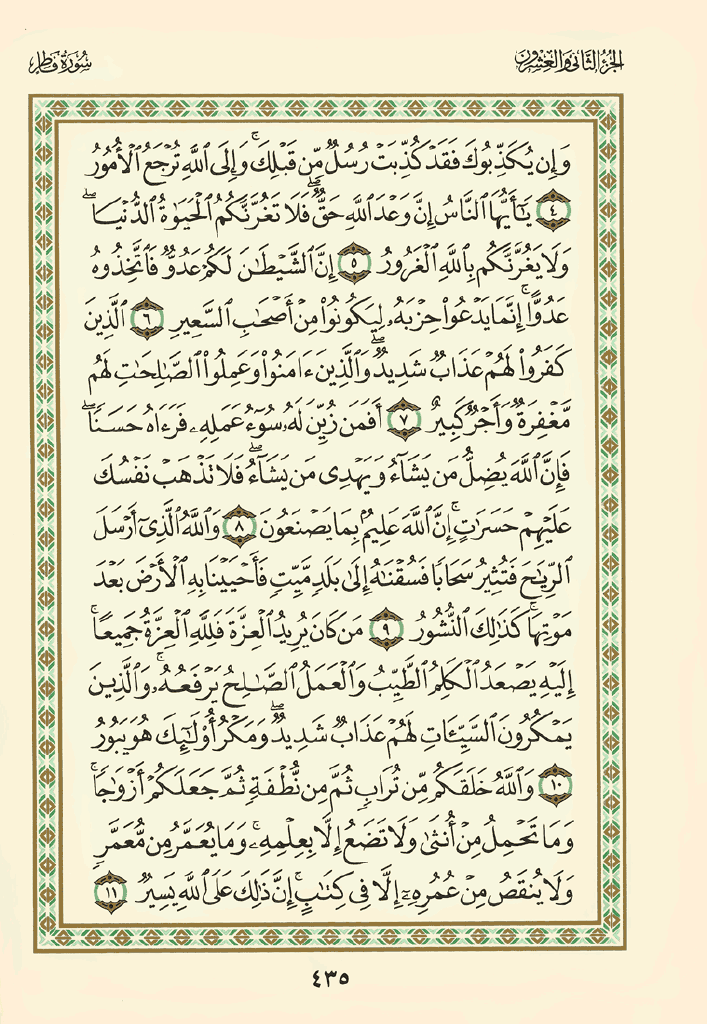 الجزء الثاني والعشرون
سورة فاطر
وَإِن يُكَذِّبُوكَ فَقَدْ كُذِّبَتْ رُسُلٌ مِّن قَبْلِكَ ۚ وَإِلَى ٱللَّهِ تُرْجَعُ ٱلْأُمُورُ
٤ يَٰٓأَيُّهَا ٱلنَّاسُ إِنَّ وَعْدَ ٱللَّهِ حَقٌّ ۖ فَلَا تَغُرَّنَّكُمُ ٱلْحَيَوٰةُ ٱلدُّنْيَا ۖ
وَلَا يَغُرَّنَّكُم بِٱللَّهِ ٱلْغَرُورُ ٥ إِنَّ ٱلشَّيْطَٰنَ لَكُمْ عَدُوٌّ فَٱتَّخِذُوهُ
عَدُوًّا ۚ إِنَّمَا يَدْعُوا۟ حِزْبَهُۥ لِيَكُونُوا۟ مِنْ أَصْحَٰبِ ٱلسَّعِيرِ ٦ ٱلَّذِينَ
كَفَرُوا۟ لَهُمْ عَذَابٌ شَدِيدٌ ۖ وَٱلَّذِينَ ءَامَنُوا۟ وَعَمِلُوا۟ ٱلصَّٰلِحَٰتِ لَهُم
مَّغْفِرَةٌ وَأَجْرٌ كَبِيرٌ ٧ أَفَمَن زُيِّنَ لَهُۥ سُوٓءُ عَمَلِهِۦ فَرَءَاهُ حَسَنًا ۖ
فَإِنَّ ٱللَّهَ يُضِلُّ مَن يَشَآءُ وَيَهْدِى مَن يَشَآءُ ۖ فَلَا تَذْهَبْ نَفْسُكَ
عَلَيْهِمْ حَسَرَٰتٍ ۚ إِنَّ ٱللَّهَ عَلِيمٌۢ بِمَا يَصْنَعُونَ ٨ وَٱللَّهُ ٱلَّذِىٓ أَرْسَلَ
ٱلرِّيَٰحَ فَتُثِيرُ سَحَابًا فَسُقْنَٰهُ إِلَىٰ بَلَدٍ مَّيِّتٍ فَأَحْيَيْنَا بِهِ ٱلْأَرْضَ بَعْدَ
مَوْتِهَا ۚ كَذَٰلِكَ ٱلنُّشُورُ ٩ مَن كَانَ يُرِيدُ ٱلْعِزَّةَ فَلِلَّهِ ٱلْعِزَّةُ جَمِيعًا ۚ
إِلَيْهِ يَصْعَدُ ٱلْكَلِمُ ٱلطَّيِّبُ وَٱلْعَمَلُ ٱلصَّٰلِحُ يَرْفَعُهُۥ ۚ وَٱلَّذِينَ
يَمْكُرُونَ ٱلسَّيِّـَٔاتِ لَهُمْ عَذَابٌ شَدِيدٌ ۖ وَمَكْرُ أُو۟لَٰٓئِكَ هُوَ يَبُورُ
١٠ وَٱللَّهُ خَلَقَكُم مِّن تُرَابٍ ثُمَّ مِن نُّطْفَةٍ ثُمَّ جَعَلَكُمْ أَزْوَٰجًا ۚ
وَمَا تَحْمِلُ مِنْ أُنثَىٰ وَلَا تَضَعُ إِلَّا بِعِلْمِهِۦ ۚ وَمَا يُعَمَّرُ مِن مُّعَمَّرٍ
وَلَا يُنقَصُ مِنْ عُمُرِهِۦٓ إِلَّا فِى كِتَٰبٍ ۚ إِنَّ ذَٰلِكَ عَلَى ٱللَّهِ يَسِيرٌ ١١
٤٣٥